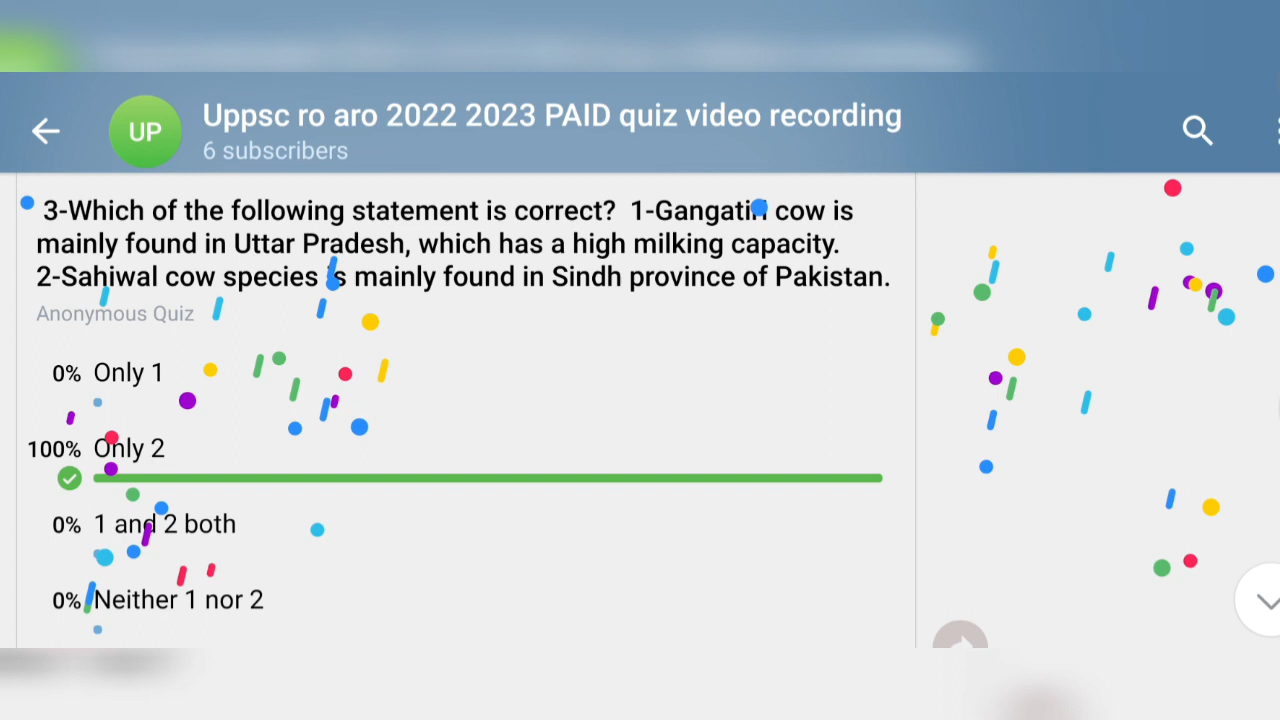 UP
Uppsc ro aro 2022 2023 PAID quiz video recording
6 subscribers
3-Which of the following statement is correct? 1-Gangatiri cow is
mainly found in Uttar Pradesh, which has a high milking capacity.
2-Sahiwal cow species is mainly found in Sindh province of Pakistan.
Anonymous Quiz
0% Only 1
100% Only 2
0% 1 and 2 both
0% Neither 1 nor 2